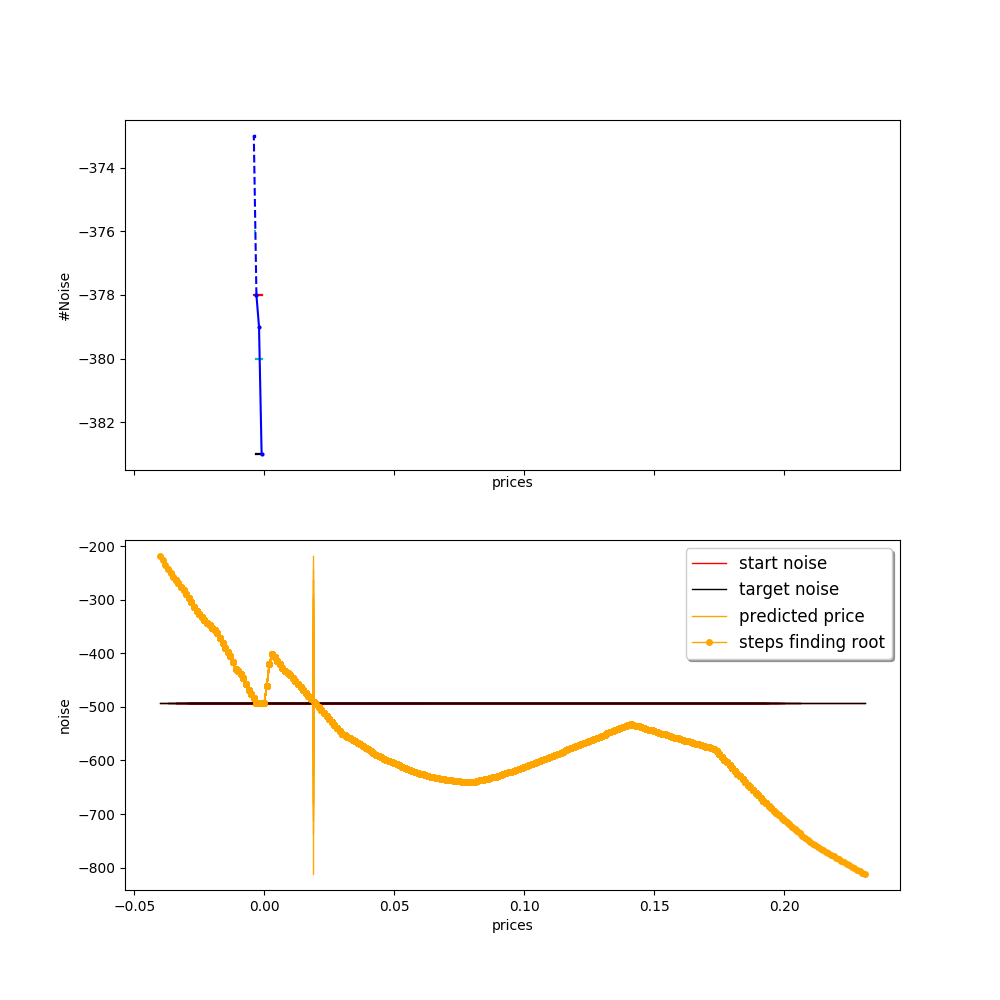 #Noise
−374
−376
−378
−380
−382
prices
noise
−200
−300
−400
−500
−600
−700
−800
start noise
target noise
predicted price
steps finding root
−0.05 0.00 0.05 0.10 0.15 0.20
prices